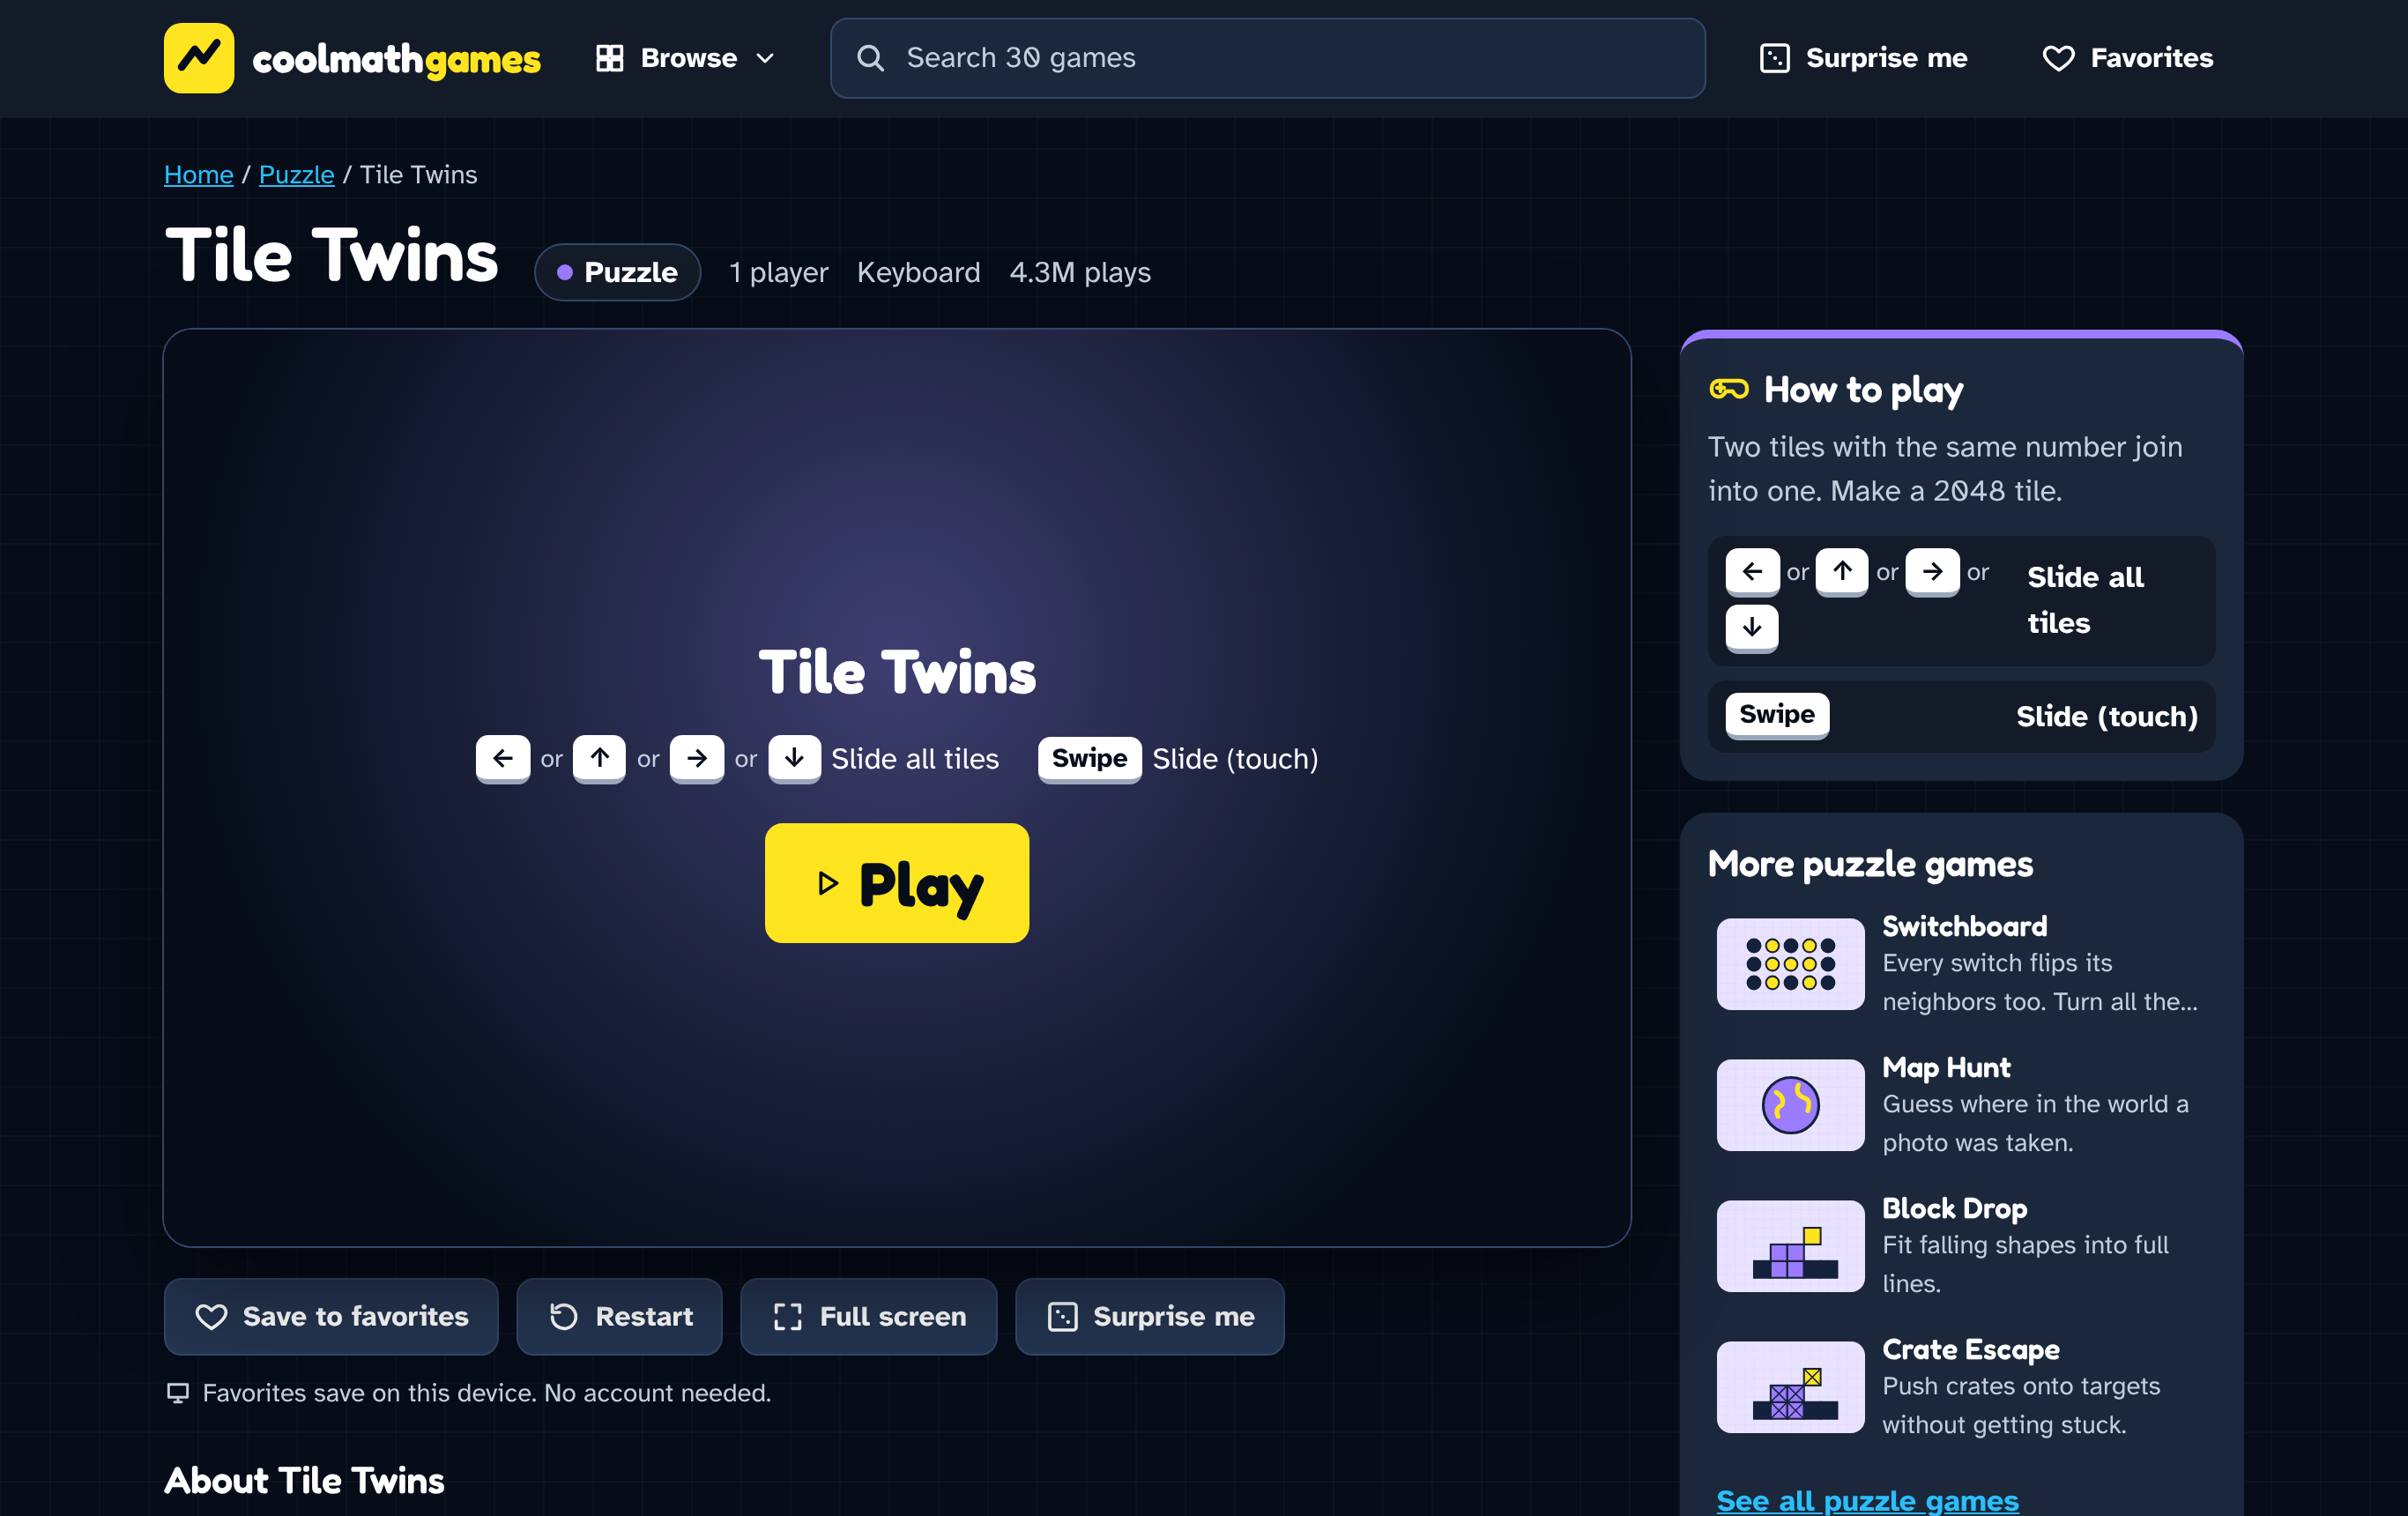 coolmathgames
Browse
Search 30 games
Surprise me
Favorites
Home / Puzzle / Tile Twins
Tile Twins
Puzzle
1 player
Keyboard
4.3M plays
Tile Twins
← or ↑ or → or ↓ Slide all tiles
Swipe Slide (touch)
Play
Save to favorites
Restart
Full screen
Surprise me
Favorites save on this device. No account needed.
About Tile Twins
How to play
Two tiles with the same number join
into one. Make a 2048 tile.
← or ↑ or → or
↓
Slide all
tiles
Swipe
Slide (touch)
More puzzle games
Switchboard
Every switch flips its
neighbors too. Turn all the...
Map Hunt
Guess where in the world a
photo was taken.
Block Drop
Fit falling shapes into full
lines.
Crate Escape
Push crates onto targets
without getting stuck.
See all puzzle games